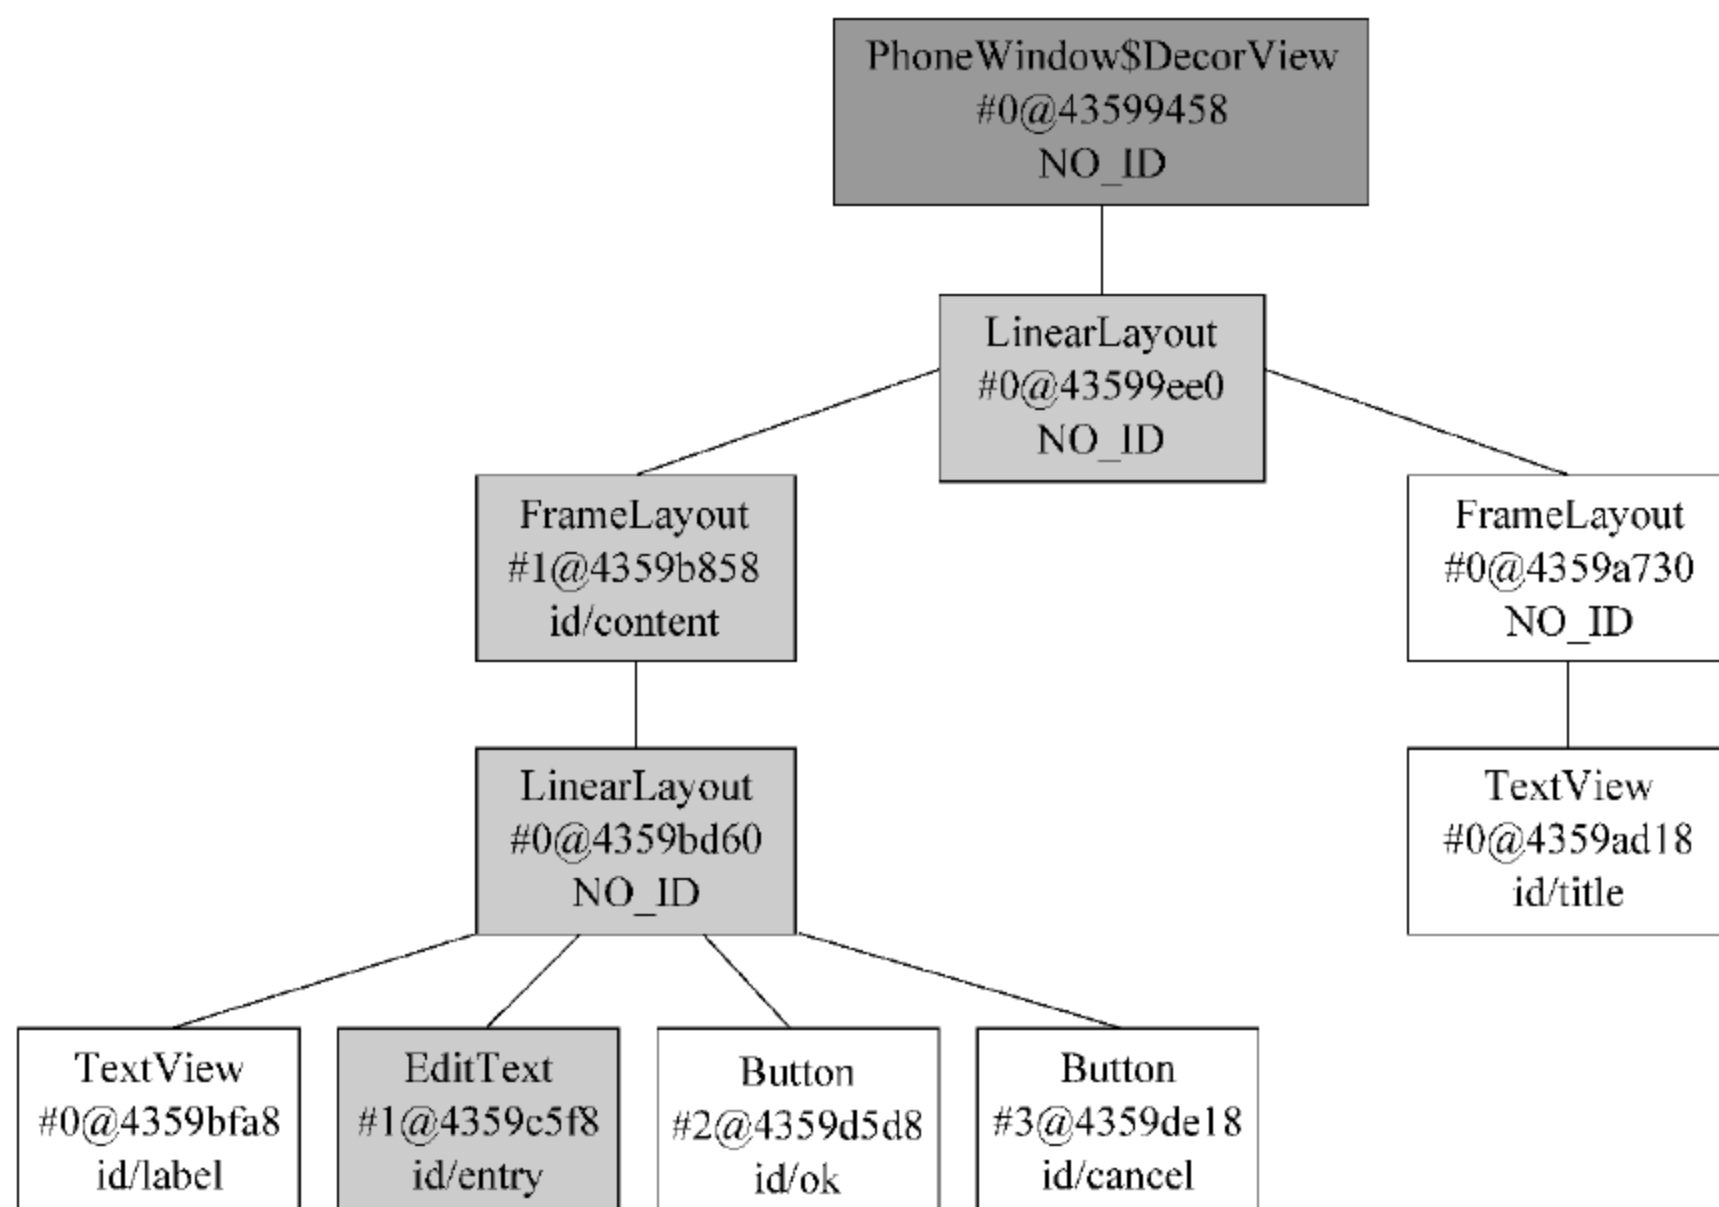 PhoneWindow$DecorView
#0@43599458
NO_ID
LinearLayout
#0@43599ee0
NO_ID
FrameLayout
#1@4359b858
id/content
FrameLayout
#0@4359a730
NO_ID
LinearLayout
#0@4359bd60
NO_ID
TextView
#0@4359ad18
id/title
TextView
#0@4359bfa8
id/label
EditText
#1@4359c5f8
id/entry
Button
#2@4359d5d8
id/ok
Button
#3@4359de18
id/cancel